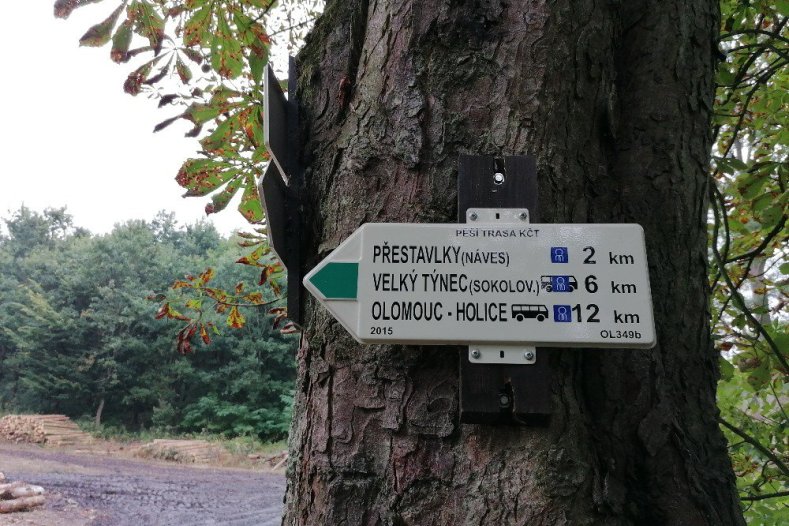 PĚŠÍ TRASA KČT
PŘESTAVLKY(NÁVES) 2 km
VELKÝ TÝNEC(SOKOLOV.) 6 km
OLOMOUC - HOLICE 12 km
2015 OL349b